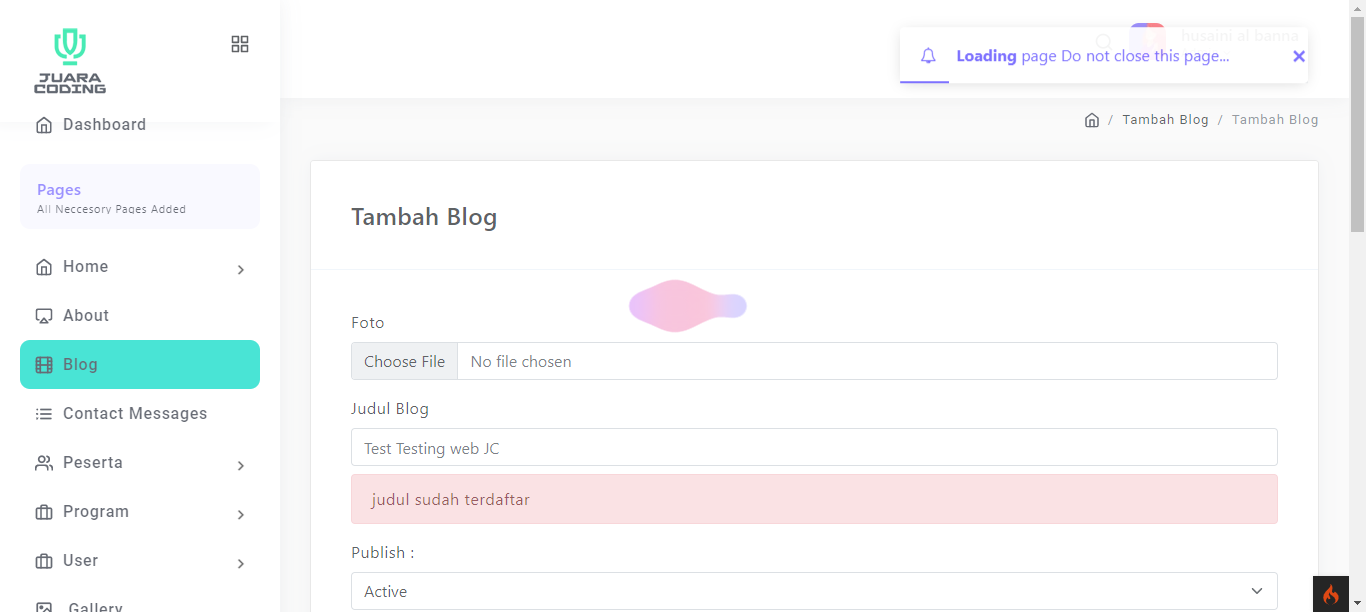 JUARA
CODING
husaini al banna
Loading page Do not close this page...
Dashboard
/ Tambah Blog / Tambah Blog
Pages
All Neccesory Pages Added
Home
About
Blog
Contact Messages
Peserta
Program
User
Gallery
Tambah Blog
Foto
Choose File No file chosen
Judul Blog
Test Testing web JC
judul sudah terdaftar
Publish :
Active